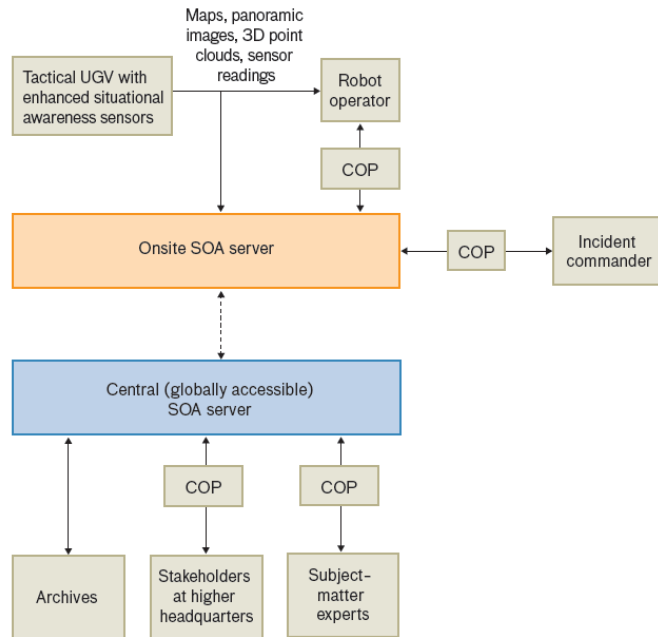 Maps, panoramic
images, 3D point
clouds, sensor
readings
Tactical UGV with
enhanced situational
awareness sensors
Robot
operator
COP
Onsite SOA server
COP
Incident
commander
Central (globally accessible)
SOA server
COP
COP
Archives
Stakeholders
at higher
headquarters
Subject-
matter
experts